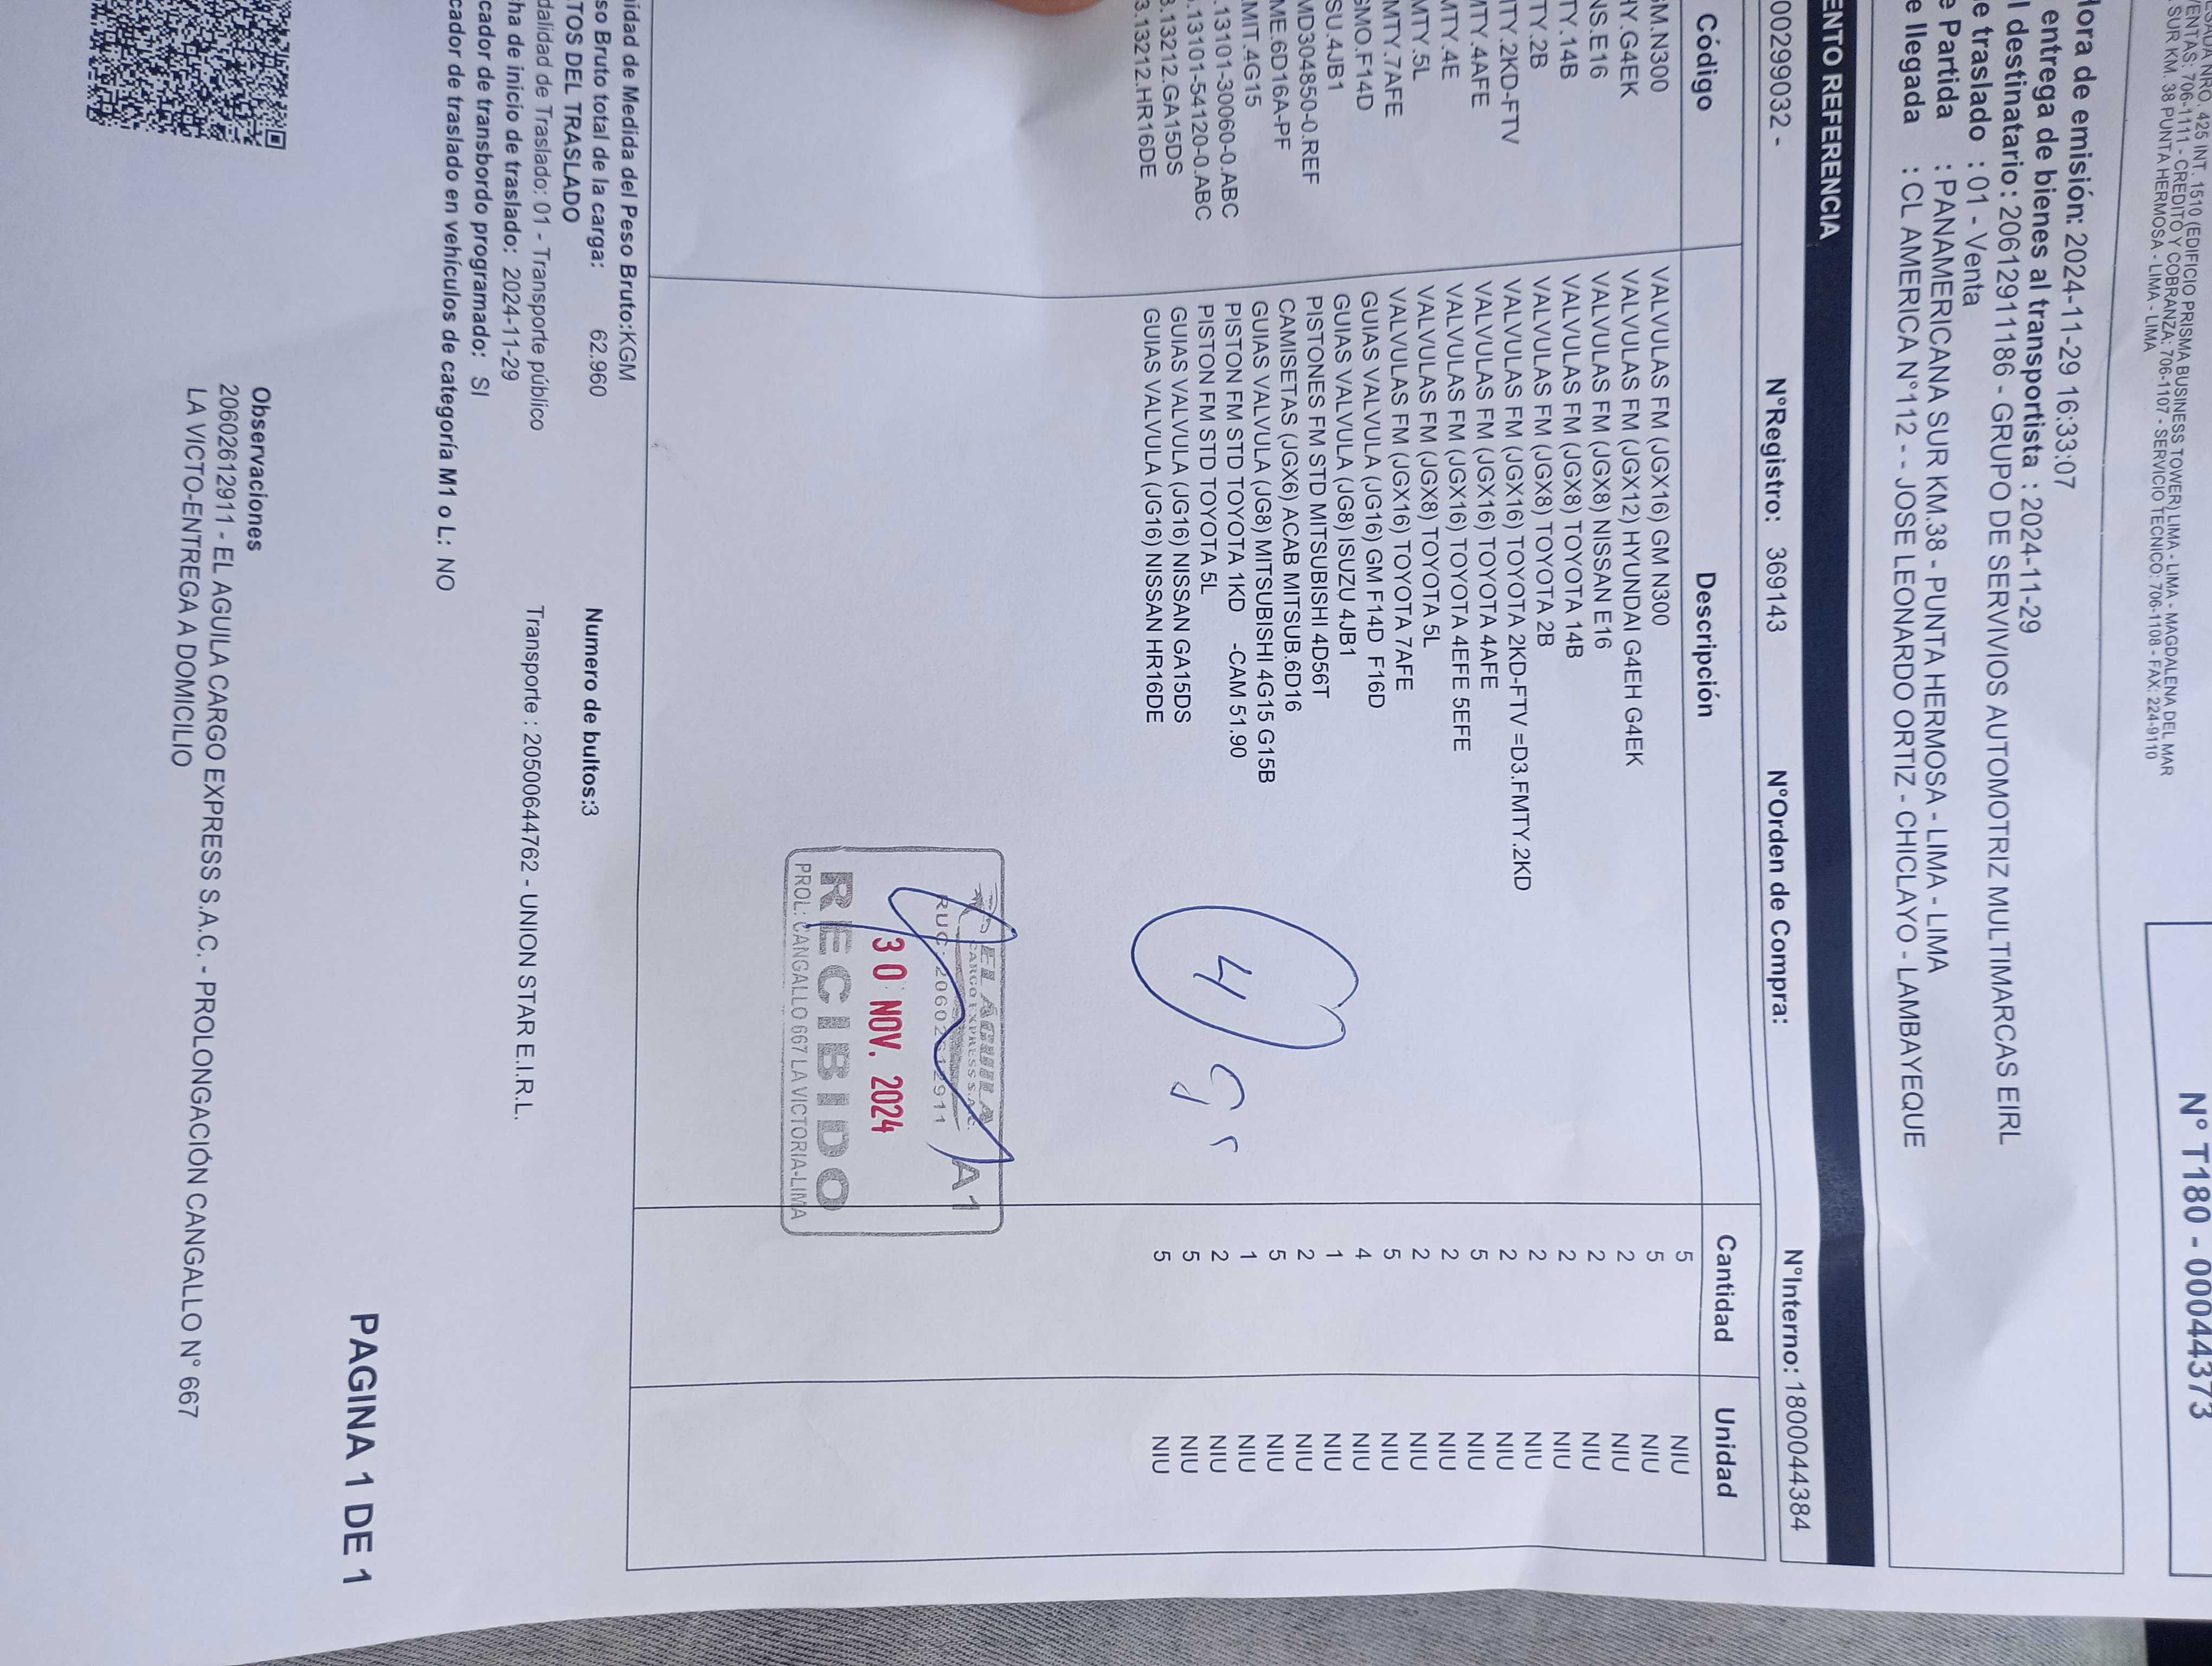 LADA NRO. 425 INT. 1510 (EDIFICIO PRISMA BUSINESS TOWER) LIMA - LIMA - MAGDALENA DEL MAR
VENTAS: 706-1111 - CREDITO Y COBRANZA: 706-1107 - SERVICIO TECNICO: 706-1108 - FAX: 224-9110
SUR KM. 38 PUNTA HERMOSA - LIMA - LIMA
N° T180 - 00044373
Hora de emisión: 2024-11-29 16:33:07
entrega de bienes al transportista : 2024-11-29
l destinatario : 20612911186 - GRUPO DE SERVIVIOS AUTOMOTRIZ MULTIMARCAS EIRL
e traslado : 01 - Venta
e Partida : PANAMERICANA SUR KM.38 - PUNTA HERMOSA - LIMA - LIMA
e llegada : CL AMERICA N°112 - - JOSE LEONARDO ORTIZ - CHICLAYO - LAMBAYEQUE
ENTO REFERENCIA
00299032 - N°Registro: 369143 N°Orden de Compra: N°Interno: 1800044384
Código Descripción Cantidad Unidad
GM.N300 VALVULAS FM (JGX16) GM N300 5 NIU
HY.G4EK VALVULAS FM (JGX12) HYUNDAI G4EH G4EK 5 NIU
NS.E16 VALVULAS FM (JGX8) NISSAN E16 2 NIU
TY.14B VALVULAS FM (JGX8) TOYOTA 14B 2 NIU
TY.2B VALVULAS FM (JGX8) TOYOTA 2B 2 NIU
ITY.2KD-FTV VALVULAS FM (JGX16) TOYOTA 2KD-FTV =D3.FMTY.2KD 2 NIU
MTY.4AFE VALVULAS FM (JGX16) TOYOTA 4AFE 2 NIU
MTY.4E VALVULAS FM (JGX16) TOYOTA 4EFE 5EFE 5 NIU
MTY.5L VALVULAS FM (JGX8) TOYOTA 5L 2 NIU
MTY.7AFE VALVULAS FM (JGX16) TOYOTA 7AFE 2 NIU
GMO.F14D GUIAS VALVULA (JG16) GM F14D F16D 5 NIU
SU.4JB1 GUIAS VALVULA (JG8) ISUZU 4JB1 4 NIU
MD304850-0.REF PISTONES FM STD MITSUBISHI 4D56T 1 NIU
ME.6D16A-PF CAMISETAS (JGX6) ACAB MITSUB.6D16 2 NIU
MIT.4G15 GUIAS VALVULA (JG8) MITSUBISHI 4G15 G15B 5 NIU
.13101-30060-0.ABC PISTON FM STD TOYOTA 1KD -CAM 51.90 1 NIU
.13101-54120-0.ABC PISTON FM STD TOYOTA 5L 2 NIU
3.13212.GA15DS GUIAS VALVULA (JG16) NISSAN GA15DS 5 NIU
3.13212.HR16DE GUIAS VALVULA (JG16) NISSAN HR16DE 5 NIU
4
EL AGUILA
CARGO EXPRESS S.A.C.
RUC: 20602612911 A1
30 NOV. 2024
RECIBIDO
PROL: CANGALLO 667 LA VICTORIA-LIMA
nidad de Medida del Peso Bruto:KGM
so Bruto total de la carga: 62.960 Numero de bultos:3
TOS DEL TRASLADO
dalidad de Traslado: 01 - Transporte público Transporte : 20500644762 - UNION STAR E.I.R.L.
ha de inicio de traslado: 2024-11-29
cador de transbordo programado: SI
cador de traslado en vehículos de categoría M1 o L: NO
PAGINA 1 DE 1
Observaciones
20602612911 - EL AGUILA CARGO EXPRESS S.A.C. - PROLONGACIÓN CANGALLO N° 667
LA VICTO-ENTREGA A DOMICILIO